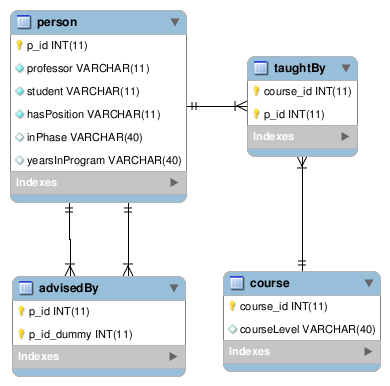 person
p_id INT(11)
professor VARCHAR(11)
student VARCHAR(11)
hasPosition VARCHAR(11)
inPhase VARCHAR(40)
yearsInProgram VARCHAR(40)
Indexes
taughtBy
course_id INT(11)
p_id INT(11)
Indexes
advisedBy
p_id INT(11)
p_id_dummy INT(11)
Indexes
course
course_id INT(11)
courseLevel VARCHAR(40)
Indexes